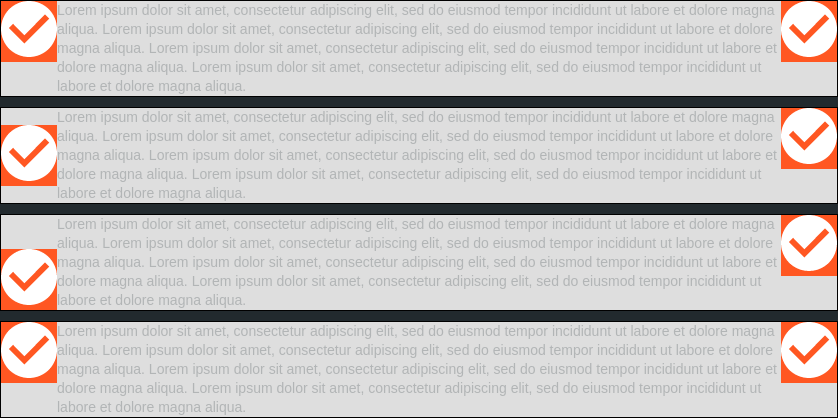 Lorem ipsum dolor sit amet, consectetur adipiscing elit, sed do eiusmod tempor incididunt ut labore et dolore magna
aliqua. Lorem ipsum dolor sit amet, consectetur adipiscing elit, sed do eiusmod tempor incididunt ut labore et dolore
magna aliqua. Lorem ipsum dolor sit amet, consectetur adipiscing elit, sed do eiusmod tempor incididunt ut labore et
dolore magna aliqua. Lorem ipsum dolor sit amet, consectetur adipiscing elit, sed do eiusmod tempor incididunt ut
labore et dolore magna aliqua.
Lorem ipsum dolor sit amet, consectetur adipiscing elit, sed do eiusmod tempor incididunt ut labore et dolore magna
aliqua. Lorem ipsum dolor sit amet, consectetur adipiscing elit, sed do eiusmod tempor incididunt ut labore et dolore
magna aliqua. Lorem ipsum dolor sit amet, consectetur adipiscing elit, sed do eiusmod tempor incididunt ut labore et
dolore magna aliqua. Lorem ipsum dolor sit amet, consectetur adipiscing elit, sed do eiusmod tempor incididunt ut
labore et dolore magna aliqua.
Lorem ipsum dolor sit amet, consectetur adipiscing elit, sed do eiusmod tempor incididunt ut labore et dolore magna
aliqua. Lorem ipsum dolor sit amet, consectetur adipiscing elit, sed do eiusmod tempor incididunt ut labore et dolore
magna aliqua. Lorem ipsum dolor sit amet, consectetur adipiscing elit, sed do eiusmod tempor incididunt ut labore et
dolore magna aliqua. Lorem ipsum dolor sit amet, consectetur adipiscing elit, sed do eiusmod tempor incididunt ut
labore et dolore magna aliqua.
Lorem ipsum dolor sit amet, consectetur adipiscing elit, sed do eiusmod tempor incididunt ut labore et dolore magna
aliqua. Lorem ipsum dolor sit amet, consectetur adipiscing elit, sed do eiusmod tempor incididunt ut labore et dolore
magna aliqua. Lorem ipsum dolor sit amet, consectetur adipiscing elit, sed do eiusmod tempor incididunt ut labore et
dolore magna aliqua. Lorem ipsum dolor sit amet, consectetur adipiscing elit, sed do eiusmod tempor incididunt ut
labore et dolore magna aliqua.